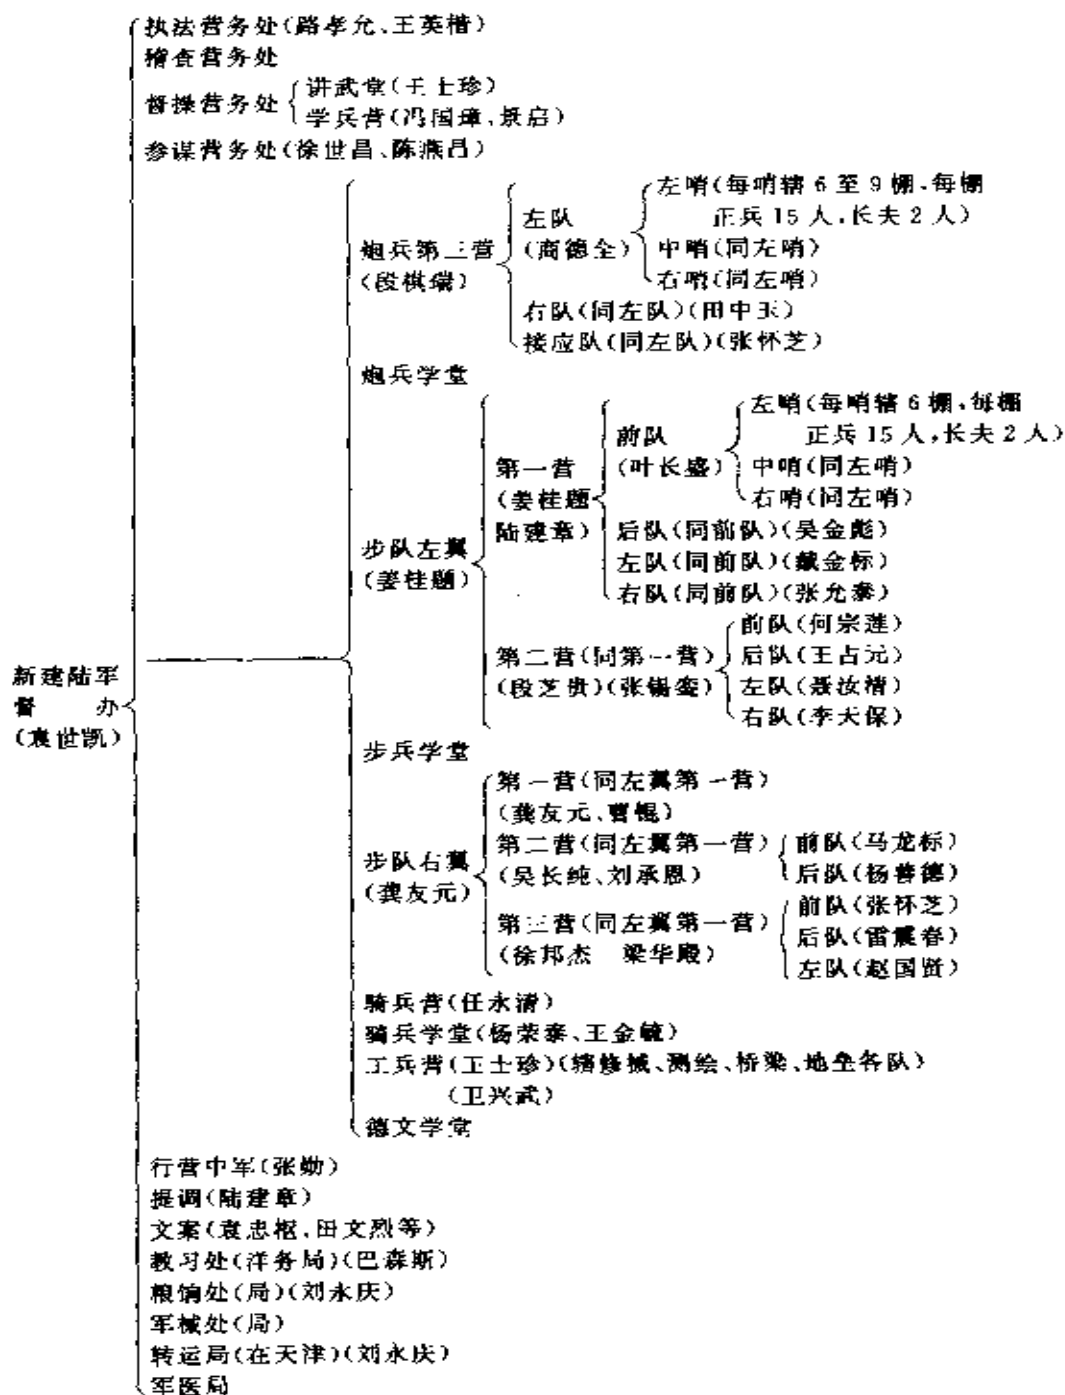 执法营务处(路孝允、王英楷)
稽查营务处
督操营务处
讲武堂(王士珍)
学兵营(冯国璋、景启)
参谋营务处(徐世昌、陈燕昌)
左哨(每哨辖 6 至 9 棚、每棚
正兵 15 人,长夫 2 人)
左队
炮兵第三营
(商德全)
中哨(同左哨)
(段祺瑞)
右哨(同左哨)
右队(同左队)(田中玉)
接应队(同左队)(张怀芝)
炮兵学堂
左哨(每哨辖 6 棚,每棚
正兵 15 人,长夫 2 人)
前队
第一营
(叶长盛)
中哨(同左哨)
(姜桂题
右哨(同左哨)
陆建章)
后队(同前队)(吴金彪)
步队左翼
左队(同前队)(戴金标)
(姜桂题)
右队(同前队)(张允泰)
前队(何宗莲)
第二营(同第一营)
后队(王占元)
(段芝贵)(张锡銮)
左队(聂汝清)
右队(李天保)
新建陆军
督 办
(袁世凯)
步兵学堂
第一营(同左翼第一营)
(龚友元、曹锟)
步队右翼
第二营(同左翼第一营)
前队(马龙标)
(龚友元)
(吴长纯、刘承恩)
后队(杨善德)
前队(张怀芝)
第三营(同左翼第一营)
后队(雷震春)
(徐邦杰 梁华殿)
左队(赵国贤)
骑兵营(任永清)
骑兵学堂(杨荣泰、王金毓)
工兵营(王士珍)(辖修械、测绘、桥梁、地垒各队)
(卫兴武)
德文学堂
行营中军(张勋)
提调(陆建章)
文案(袁忠枢、田文烈等)
教习处(洋务局)(巴森斯)
粮饷处(局)(刘永庆)
军械处(局)
转运局(在天津)(刘永庆)
军医局